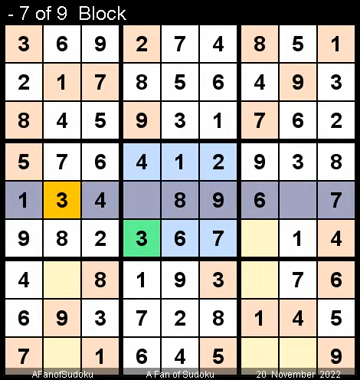 - 7 of 9 Block
3 6 9 2 7 4 8 5 1
2 1 7 8 5 6 4 9 3
8 4 5 9 3 1 7 6 2
5 7 6 4 1 2 9 3 8
1 3 4 8 9 6 7
9 8 2 3 6 7 1 4
4 8 1 9 3 7 6
6 9 3 7 2 8 1 4 5
7 1 6 4 5 9
AFanofSudoku A Fan of Sudoku 20 November 2022